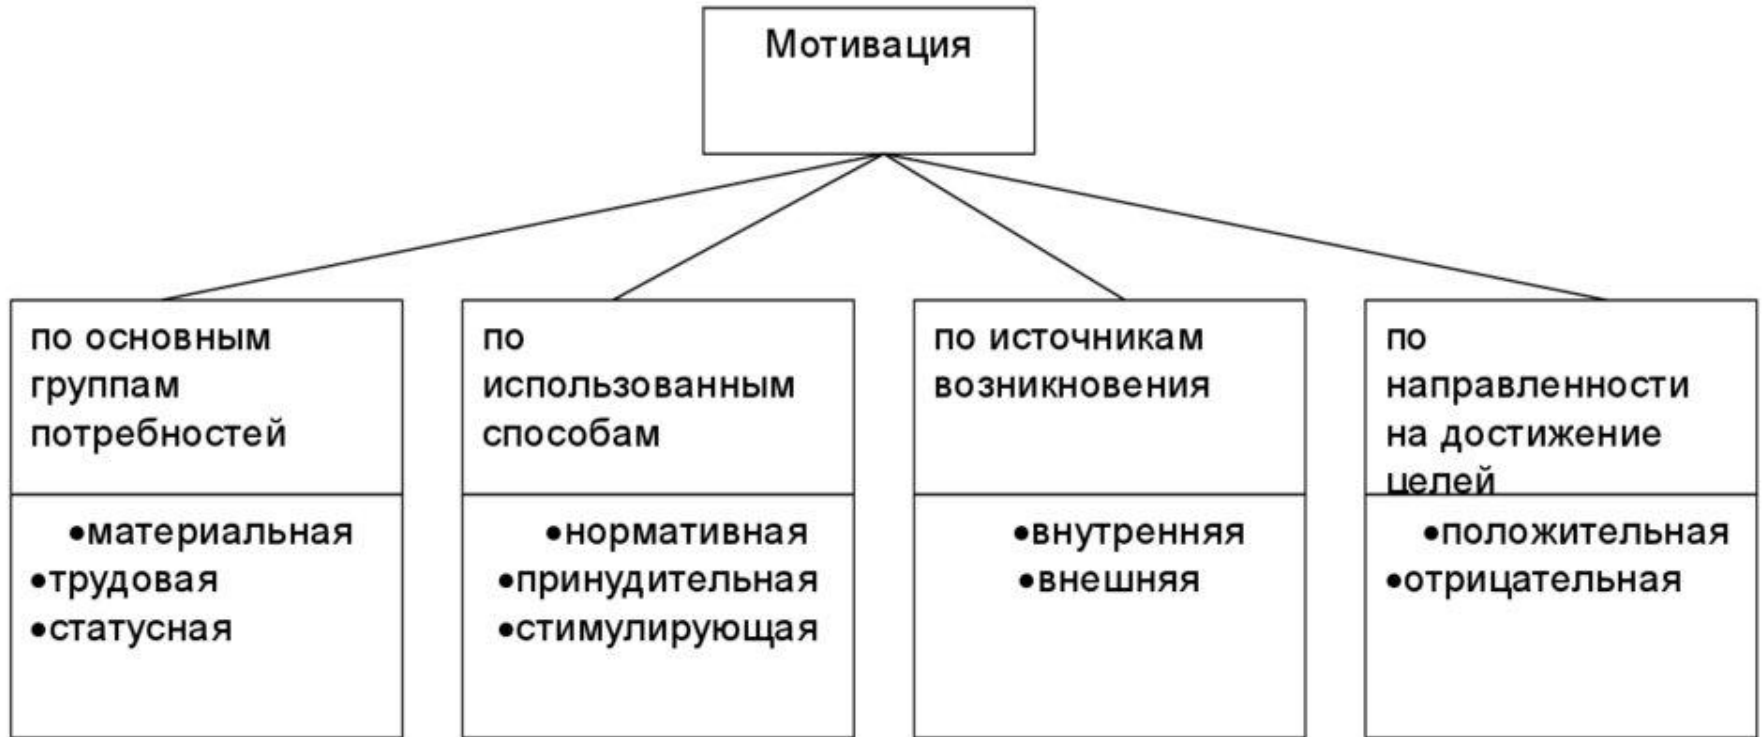 Мотивация
по основным
группам
потребностей
•материальная
•трудовая
•статусная
по
использованным
способам
•нормативная
•принудительная
•стимулирующая
по источникам
возникновения
•внутренняя
•внешняя
по
направленности
на достижение
целей
•положительная
•отрицательная